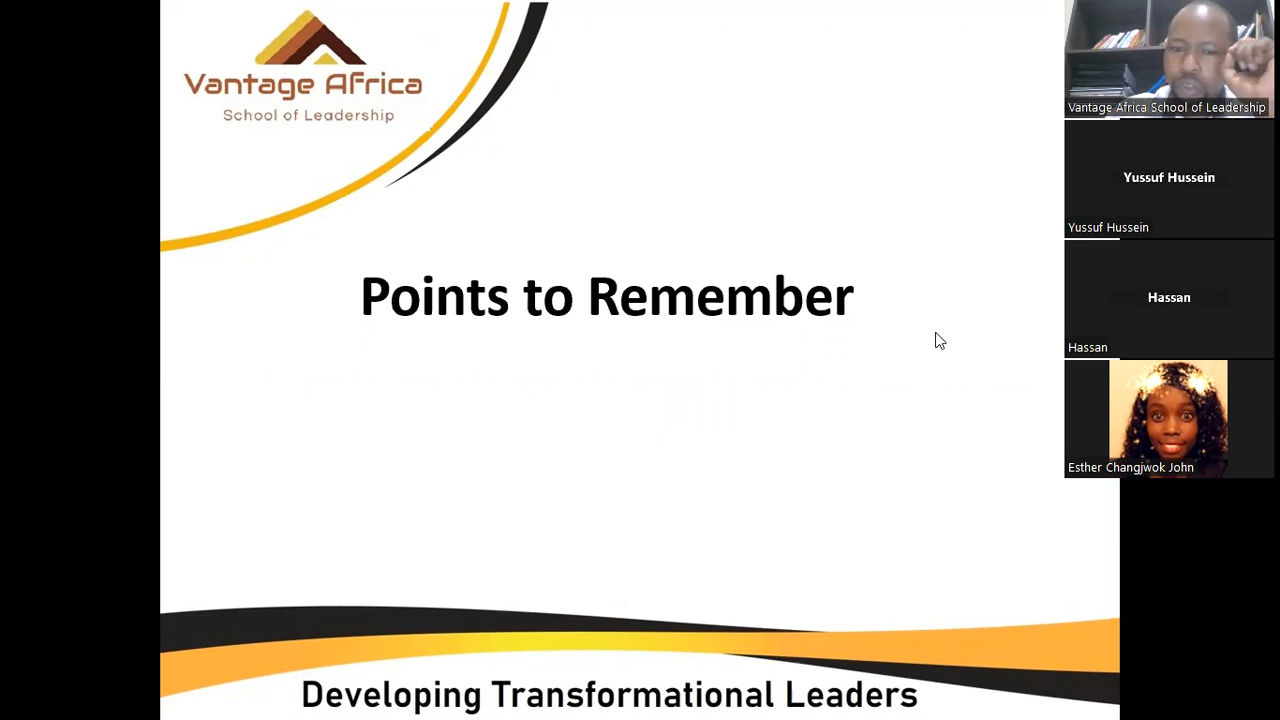 Vantage Africa
School of Leadership
Points to Remember
Developing Transformational Leaders
Vantage Africa School of Leadership
Yussuf Hussein
Yussuf Hussein
Hassan
Hassan
Esther Changjwok John